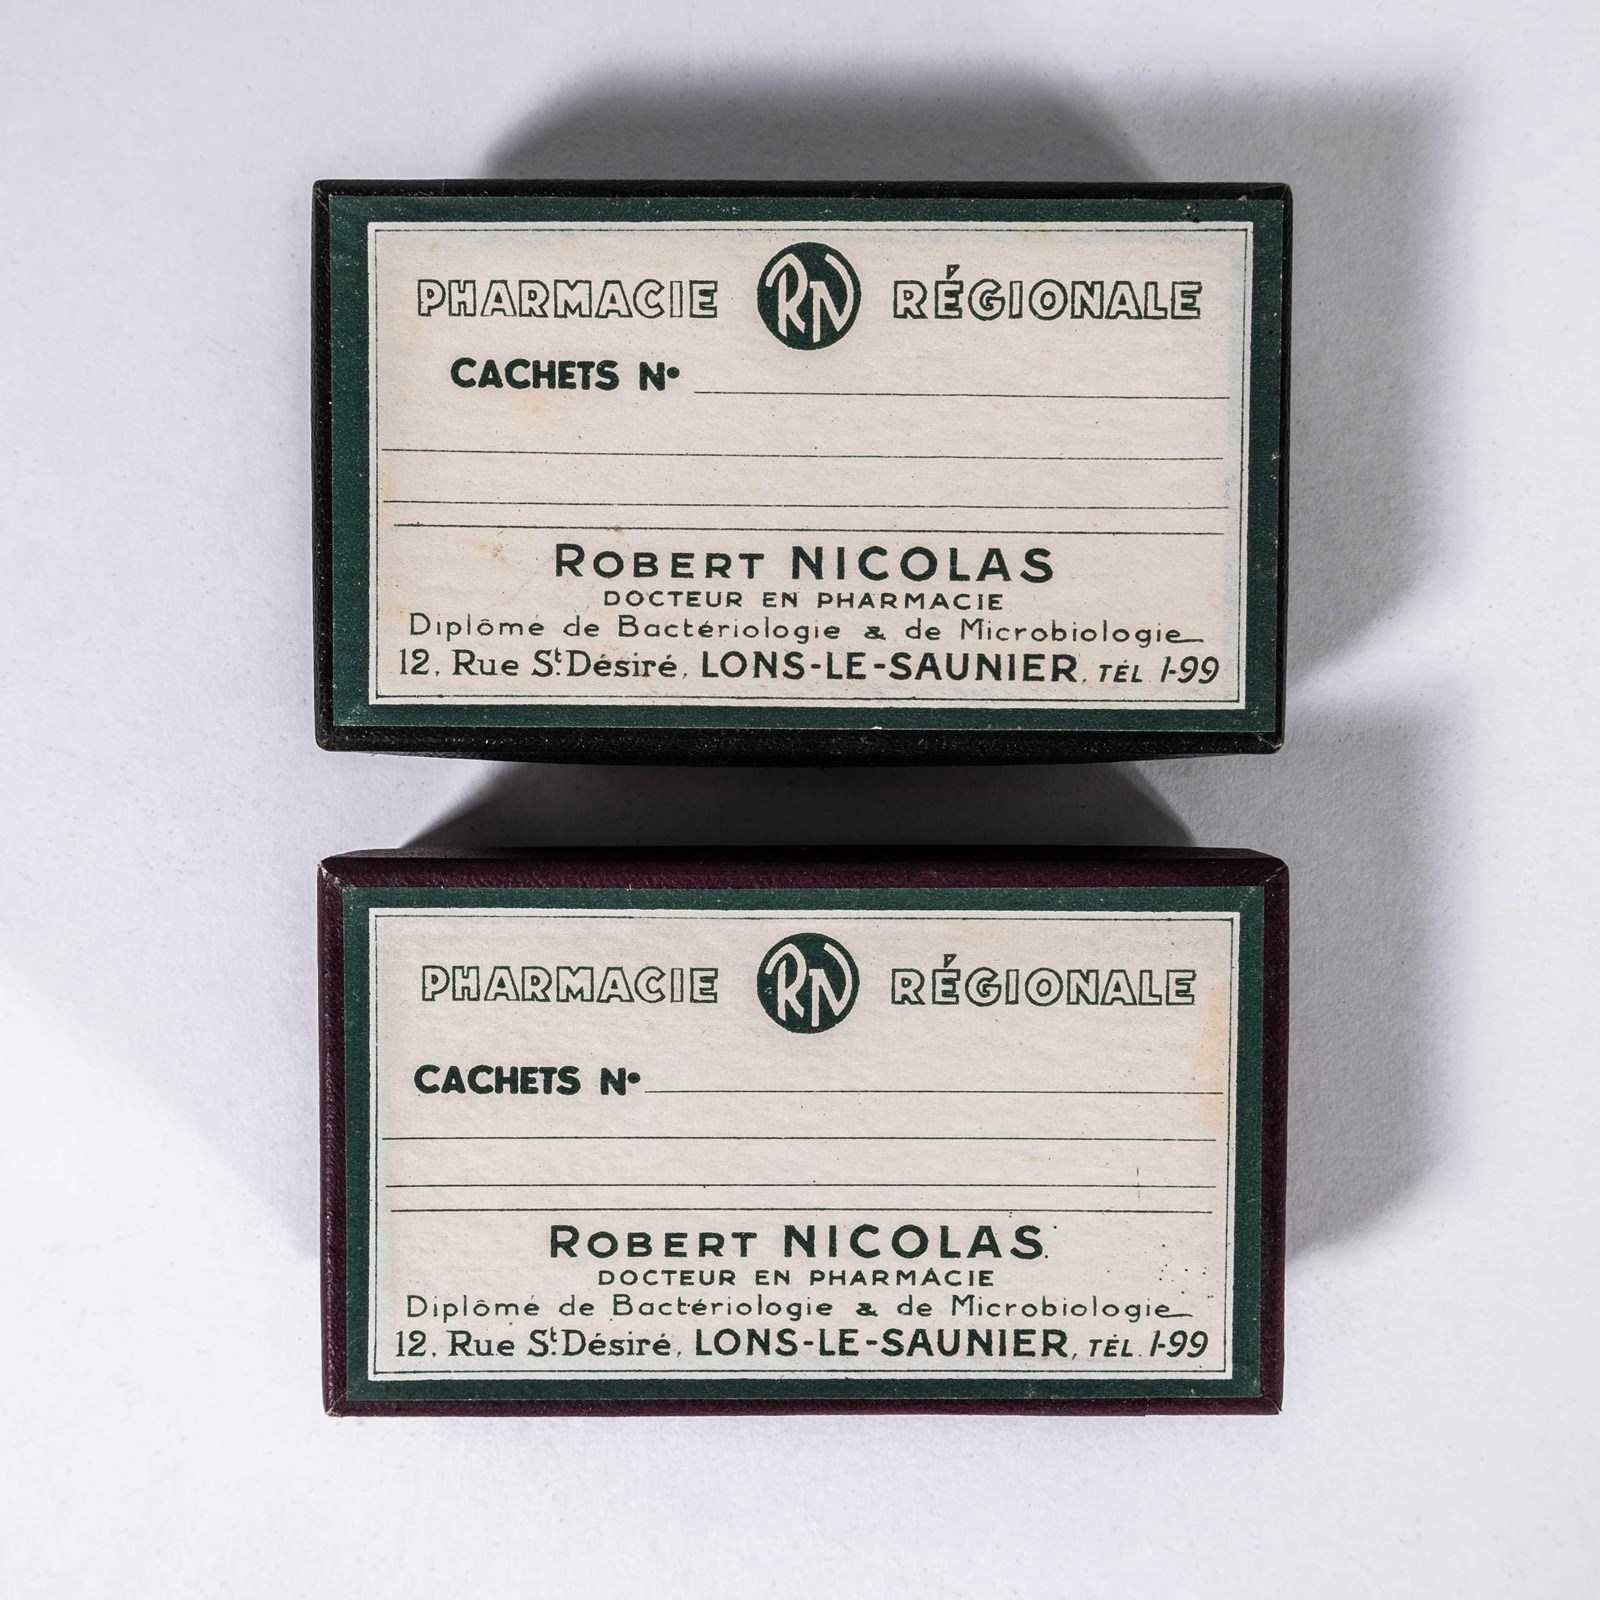 PHARMACIE RN RÉGIONALE
CACHETS No
ROBERT NICOLAS
DOCTEUR EN PHARMACIE
Diplômé de Bactériologie & de Microbiologie
12, Rue St Désiré, LONS-LE-SAUNIER, TÉL 1-99
PHARMACIE RN RÉGIONALE
CACHETS No
ROBERT NICOLAS
DOCTEUR EN PHARMACIE
Diplômé de Bactériologie & de Microbiologie
12, Rue St Désiré, LONS-LE-SAUNIER, TÉL. 1-99